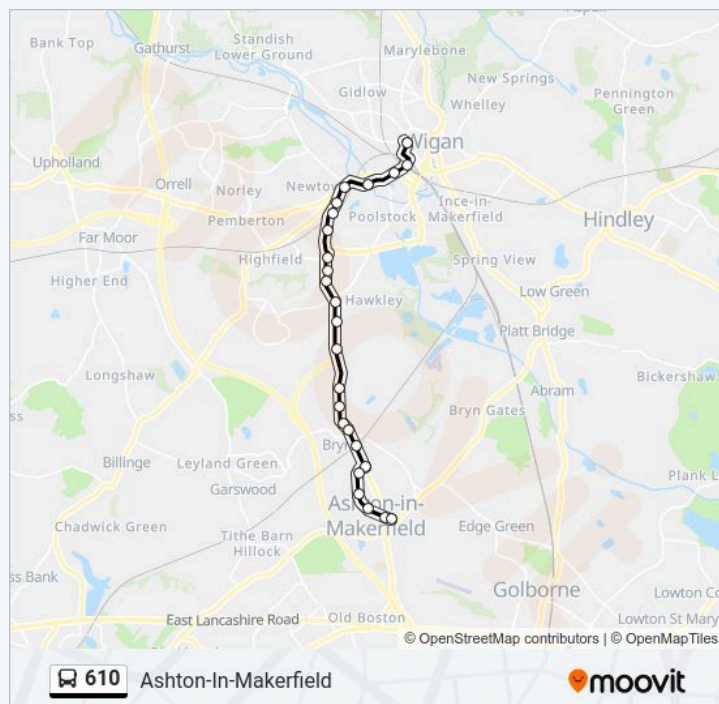 Standish
Lower Ground
Marylebone
Bank Top
Gathurst
Gidlow
New Springs
Whelley
Pennington
Green
Wigan
Upholland
Orrell
Norley
Newtow
Ince-in-
Makerfield
Pemberton
Poolstock
Hindley
Far Moor
Highfield
Spring View
Higher End
Hawkley
Low Green
Platt Bridge
Longshaw
Bickershaw
Abram
Bryn Gates
Bryn
Billinge
Leyland Green
Plank L
Garswood
Ashton-in-
Makerfield
Chadwick Green
Tithe Barn
Hillock
Edge Green
ss Bank
Golborne
Lowton Co
East Lancashire Road
Old Boston
Lowton St Mary
© OpenStreetMap contributors | © OpenMapTiles
610 Ashton-In-Makerfield
moovit